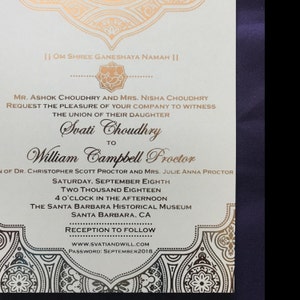 || Om Shree Ganeshaya Namah ||
Mr. Ashok Choudhry and Mrs. Nisha Choudhry
Request the pleasure of your company to witness
the union of their daughter
Svati Choudhry
to
William Campbell Proctor
n of Dr. Christopher Scott Proctor and Mrs. Julie Anna Proctor
Saturday, September Eighth
Two Thousand Eighteen
4 o'clock in the afternoon
The Santa Barbara Historical Museum
Santa Barbara, CA
Reception to follow
www.svatiandwill.com
Password: September2018